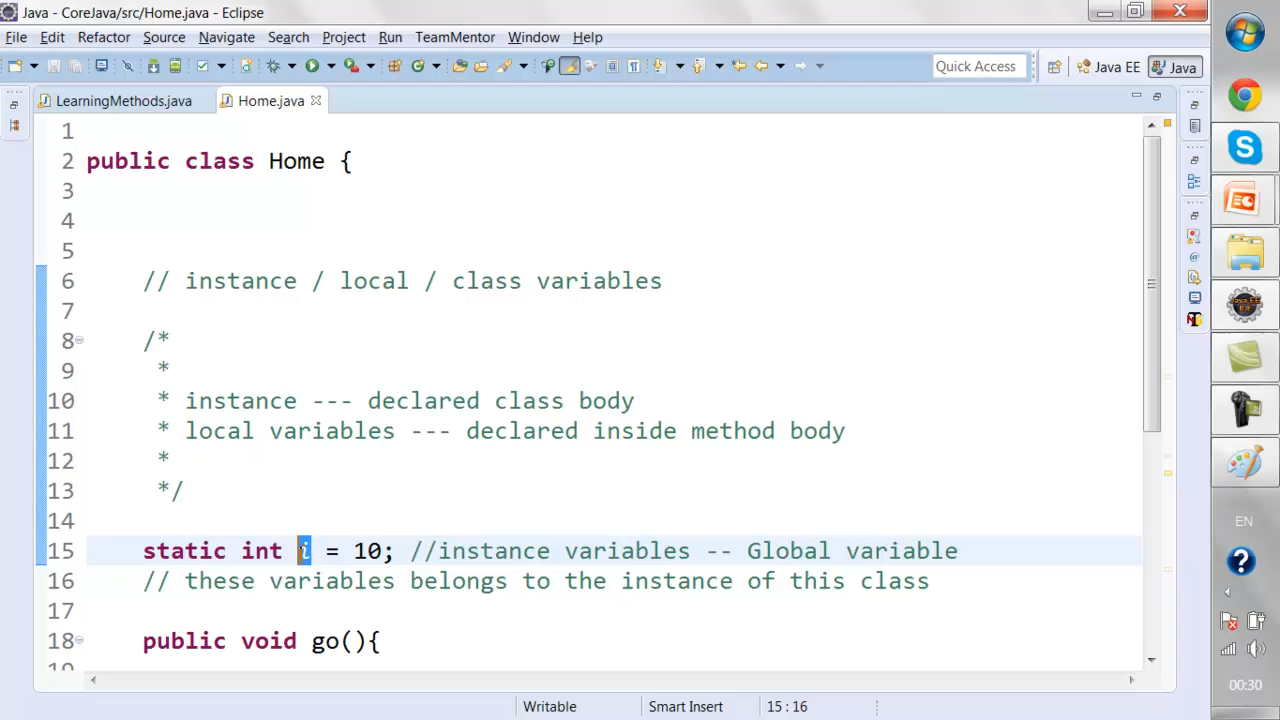 Java - CoreJava/src/Home.java - Eclipse
File Edit Refactor Source Navigate Search Project Run TeamMentor Window Help
Quick Access Java EE Java
LearningMethods.java Home.java
1
2 public class Home {
3
4
5
6 // instance / local / class variables
7
8 /*
9 *
10 * instance --- declared class body
11 * local variables --- declared inside method body
12 *
13 */
14
15 static int i = 10; //instance variables -- Global variable
16 // these variables belongs to the instance of this class
17
18 public void go(){
Writable Smart Insert 15 : 16
EN
00:30